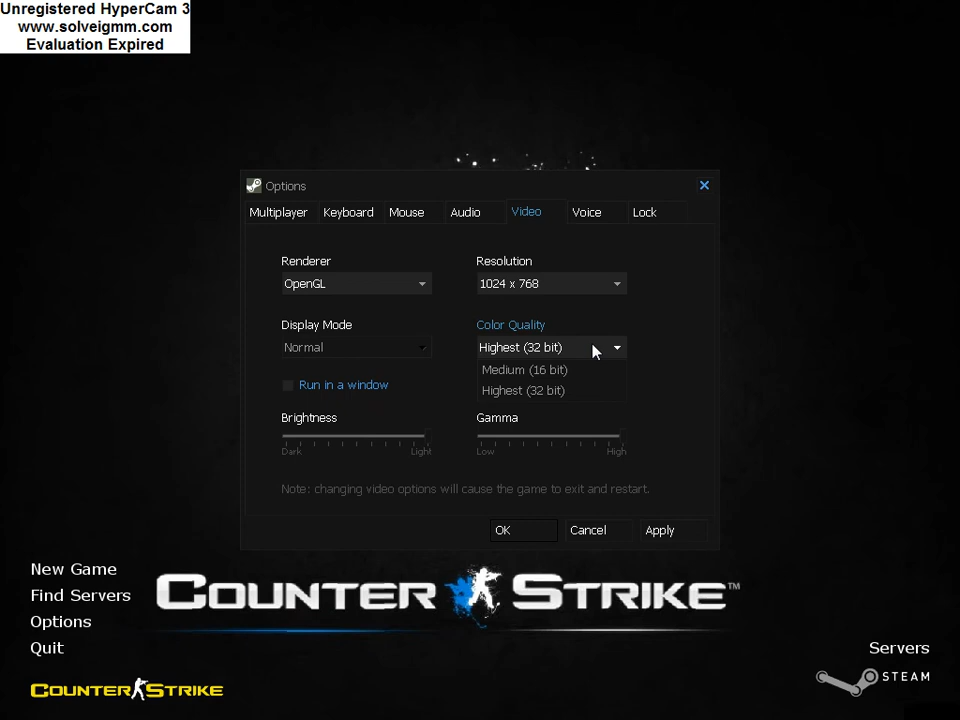 Unregistered HyperCam 3
www.solveigmm.com
Evaluation Expired
Options
Multiplayer Keyboard Mouse Audio Video Voice Lock
Renderer Resolution
OpenGL 1024 x 768
Display Mode Color Quality
Normal Highest (32 bit)
Medium (16 bit)
Run in a window Highest (32 bit)
Brightness Gamma
Dark Light Low High
Note: changing video options will cause the game to exit and restart.
OK Cancel Apply
New Game
Find Servers
Options
Quit
COUNTER STRIKE™
Servers
COUNTER STRIKE
STEAM